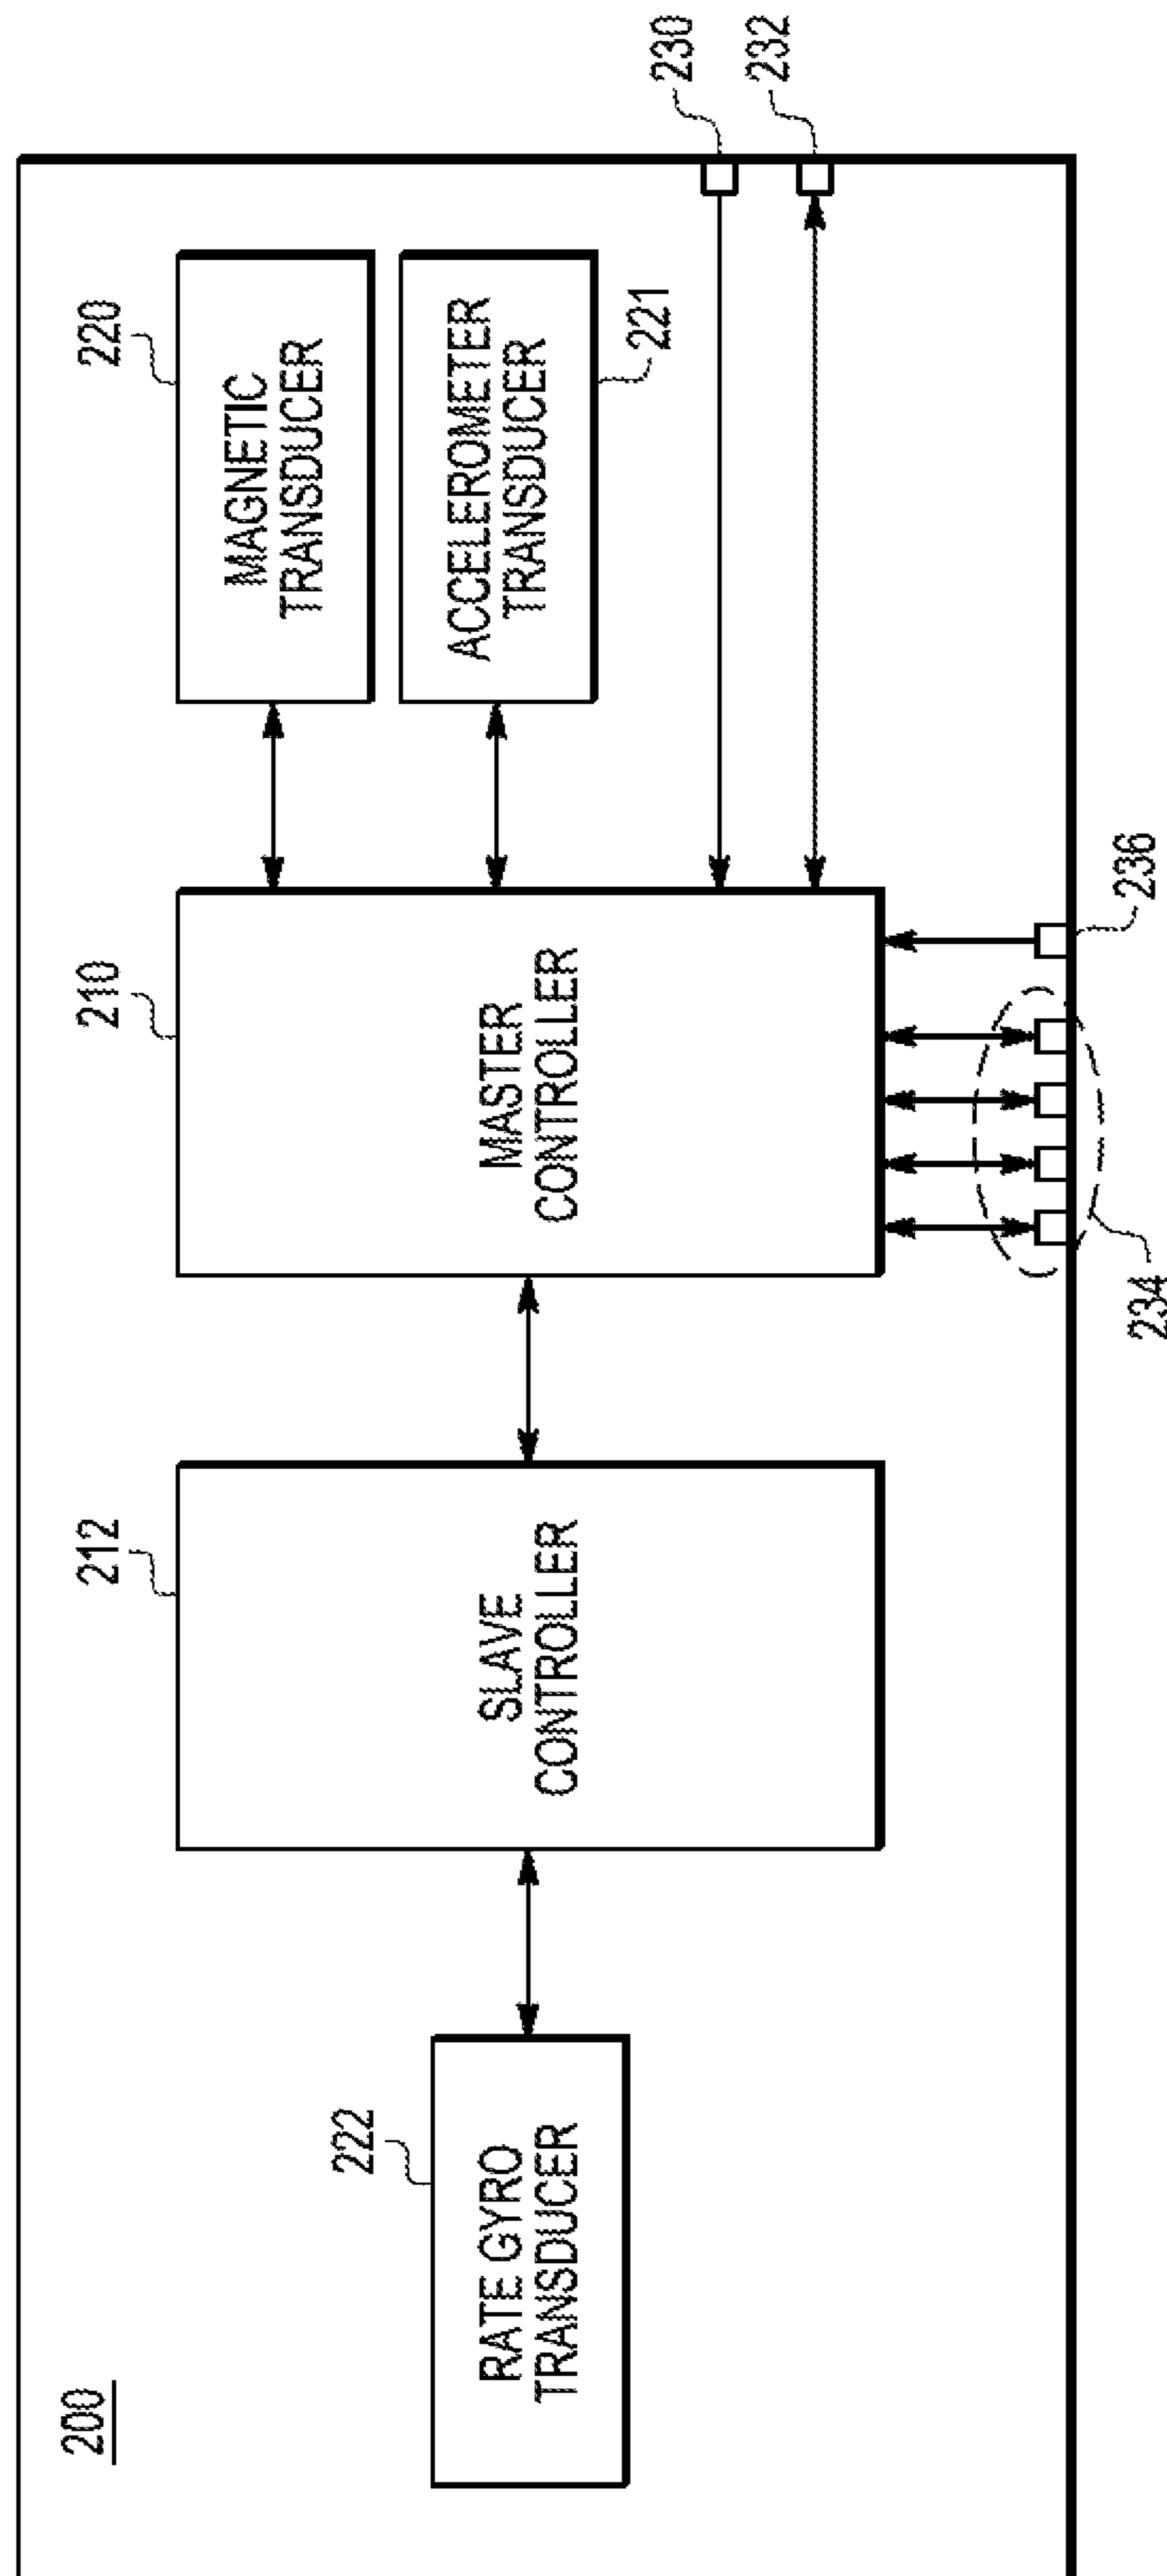 200
222
RATE GYRO
TRANSDUCER
212
SLAVE
CONTROLLER
210
MASTER
CONTROLLER
220
MAGNETIC
TRANSDUCER
ACCELEROMETER
TRANSDUCER
221
230
232
234
236